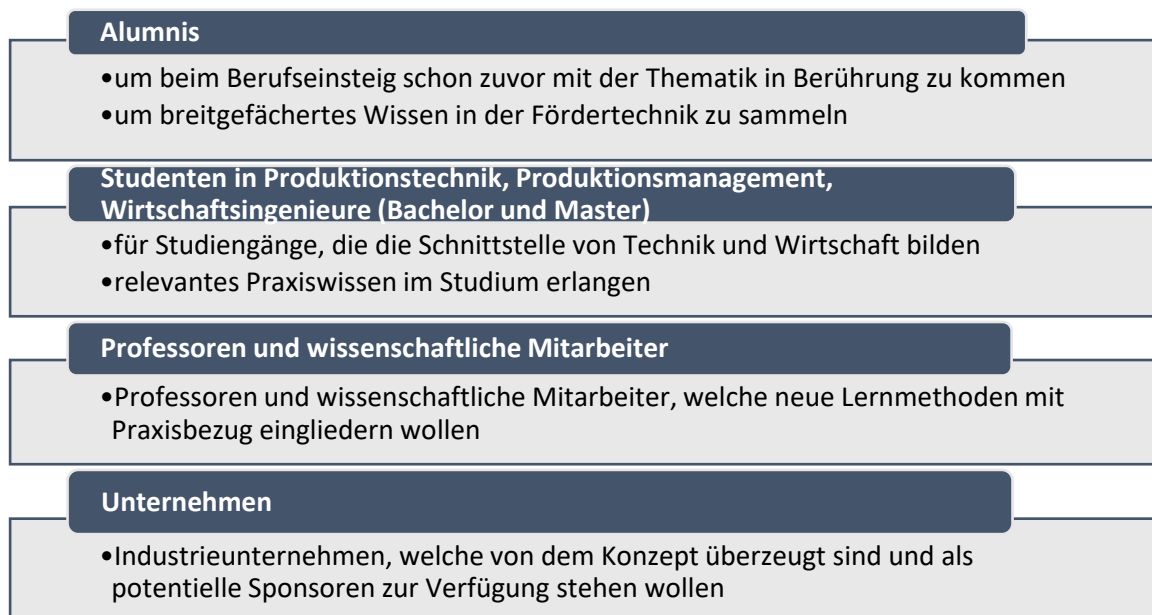 Alumnis
•um beim Berufseinsteig schon zuvor mit der Thematik in Berührung zu kommen
•um breitgefächertes Wissen in der Fördertechnik zu sammeln
Studenten in Produktionstechnik, Produktionsmanagement,
Wirtschaftsingenieure (Bachelor und Master)
•für Studiengänge, die die Schnittstelle von Technik und Wirtschaft bilden
•relevantes Praxiswissen im Studium erlangen
Professoren und wissenschaftliche Mitarbeiter
•Professoren und wissenschaftliche Mitarbeiter, welche neue Lernmethoden mit
Praxisbezug eingliedern wollen
Unternehmen
•Industrieunternehmen, welche von dem Konzept überzeugt sind und als
potentielle Sponsoren zur Verfügung stehen wollen